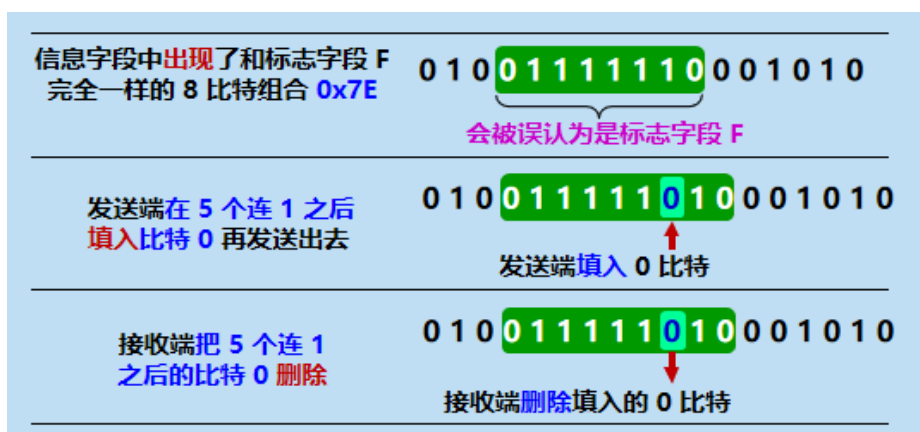 信息字段中出现了和标志字段 F
完全一样的 8 比特组合 0x7E
0 1 0 0 1 1 1 1 1 1 0 0 0 1 0 1 0
会被误认为是标志字段 F
发送端在 5 个连 1 之后
填入比特 0 再发送出去
0 1 0 0 1 1 1 1 1 0 1 0 0 0 1 0 1 0
发送端填入 0 比特
接收端把 5 个连 1
之后的比特 0 删除
0 1 0 0 1 1 1 1 1 0 1 0 0 0 1 0 1 0
接收端删除填入的 0 比特